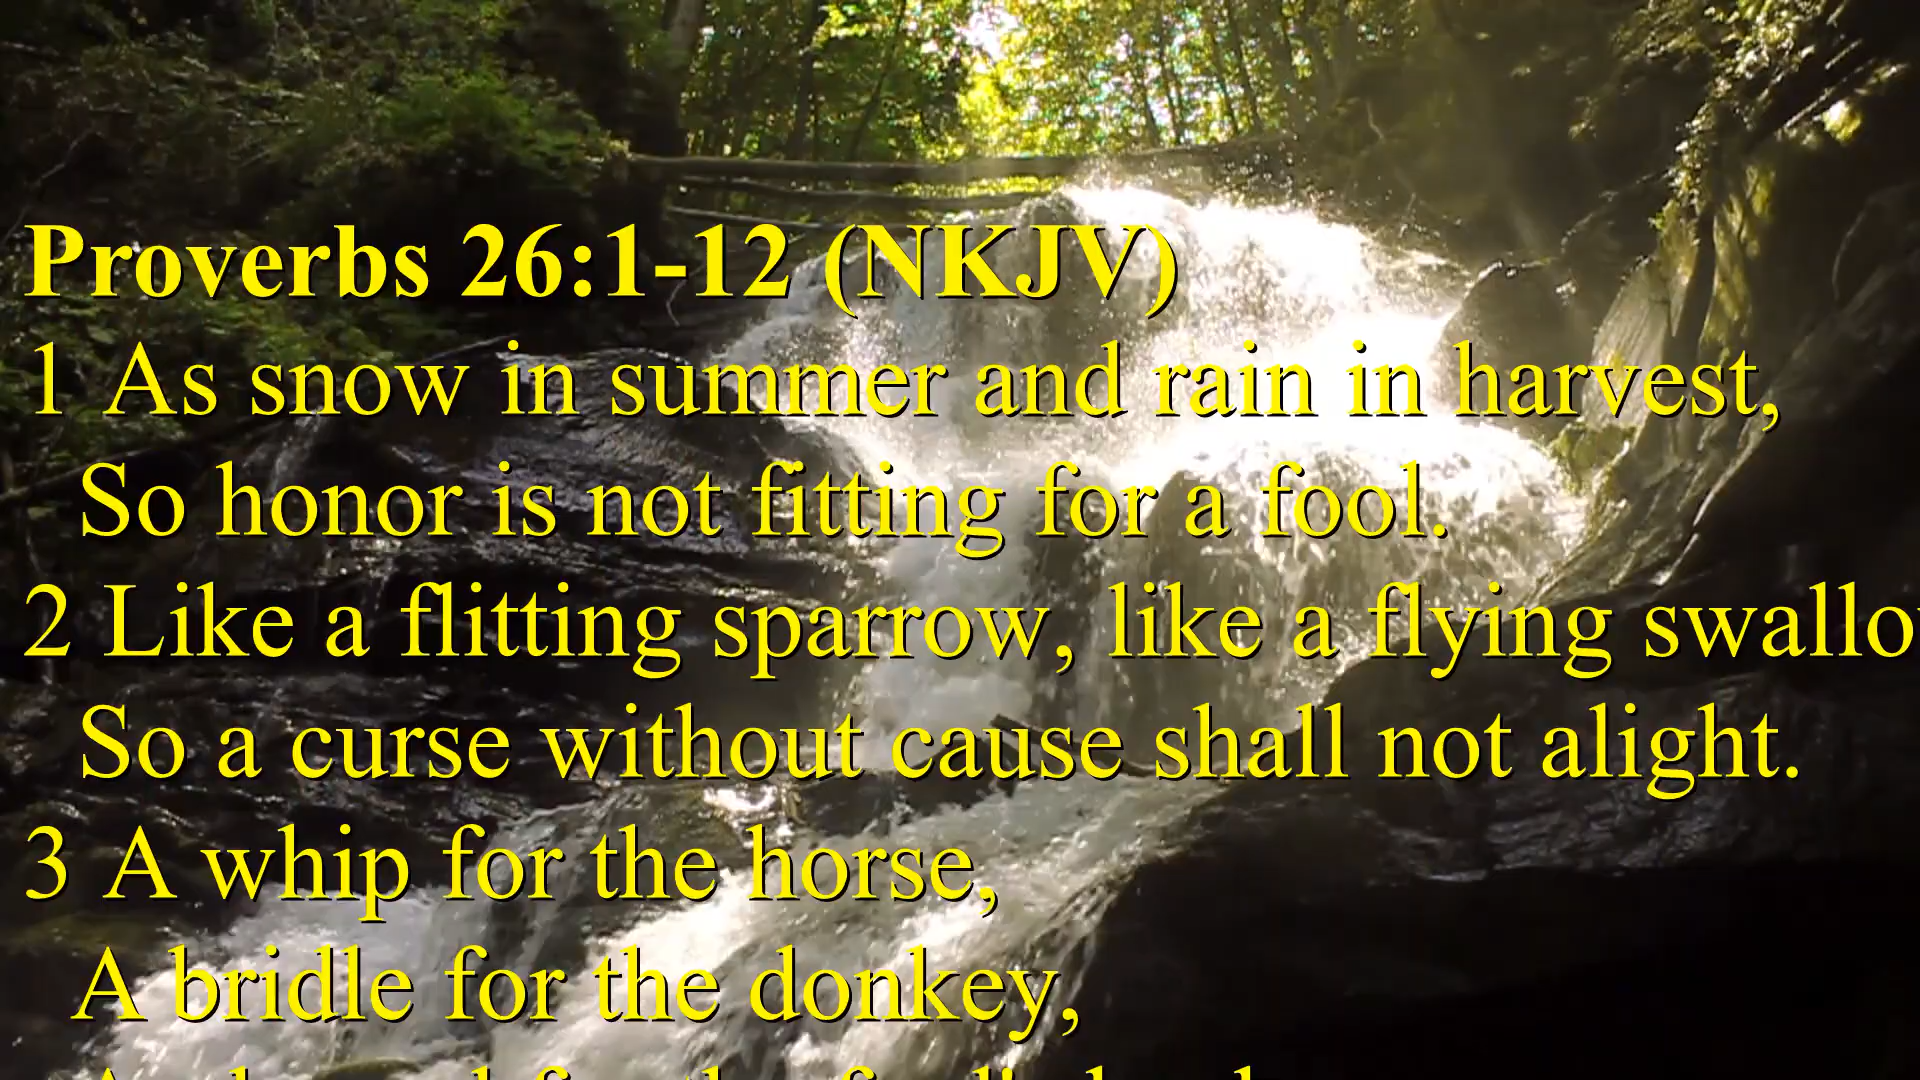 Proverbs 26:1-12 (NKJV)
1 As snow in summer and rain in harvest,
So honor is not fitting for a fool.
2 Like a flitting sparrow, like a flying swallo
So a curse without cause shall not alight.
3 A whip for the horse,
A bridle for the donkey,